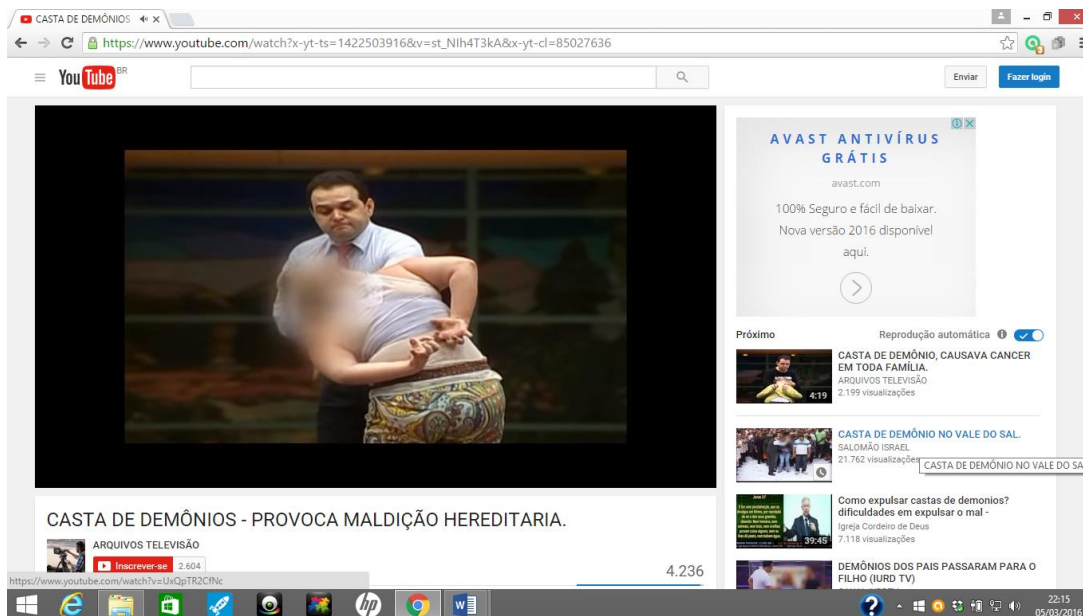 CASTA DE DEMÔNIOS
https://www.youtube.com/watch?x-yt-ts=1422503916&v=st_NIh4T3kA&x-yt-cl=85027636
YouTube BR
Enviar
Fazer login
AVAST ANTIVÍRUS
GRÁTIS
avast.com
100% Seguro e fácil de baixar.
Nova versão 2016 disponível
aqui.
Próximo
Reprodução automática
CASTA DE DEMÔNIO, CAUSAVA CANCER
EM TODA FAMÍLIA.
ARQUIVOS TELEVISÃO
2.199 visualizações
4:19
CASTA DE DEMÔNIO NO VALE DO SAL.
SALOMÃO ISRAEL
21.762 visualizações
CASTA DE DEMÔNIO NO VALE DO SA
Como expulsar castas de demonios?
dificuldades em expulsar o mal -
Igreja Cordeiro de Deus
7.118 visualizações
39:45
DEMÔNIOS DOS PAIS PASSARAM PARA O
FILHO (IURD TV)
CASTA DE DEMÔNIOS - PROVOCA MALDIÇÃO HEREDITARIA.
ARQUIVOS TELEVISÃO
Inscrever-se 2.604
4.236
https://www.youtube.com/watch?v=UxQpTR2CfNc
hp
22:15
05/03/2016